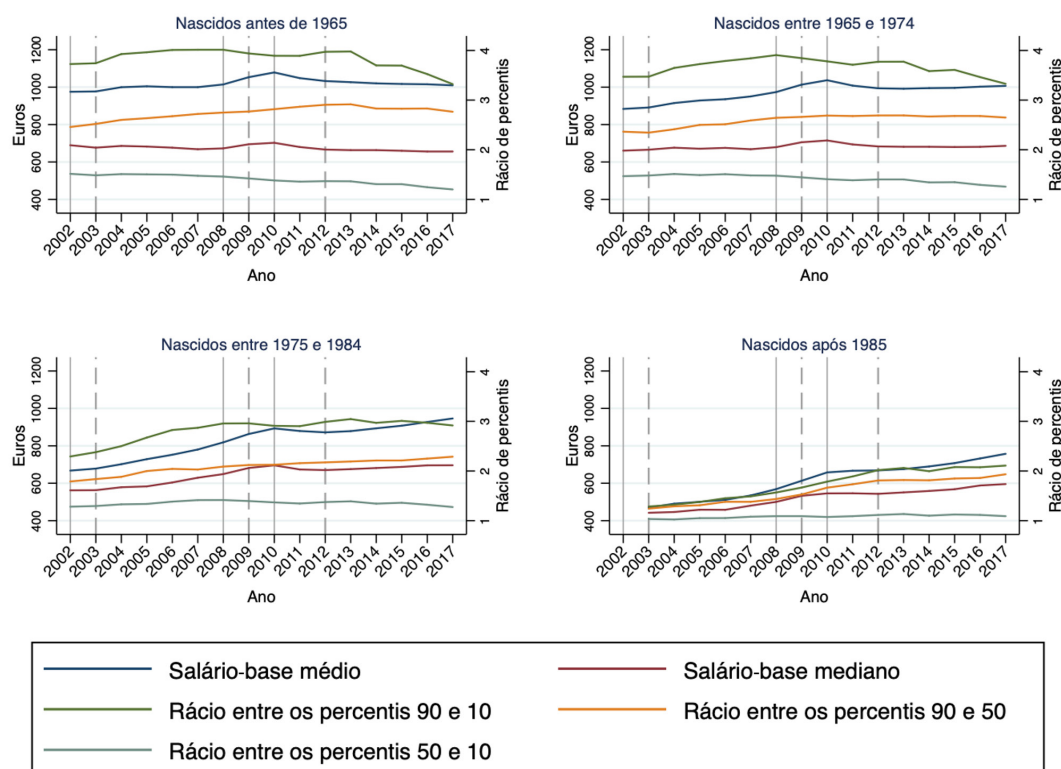 Nascidos antes de 1965
Euros
400 600 800 1000 1200
Rácio de percentis
1 2 3 4
2002 2003 2004 2005 2006 2007 2008 2009 2010 2011 2012 2013 2014 2015 2016 2017
Ano
Nascidos entre 1965 e 1974
Euros
400 600 800 1000 1200
Rácio de percentis
1 2 3 4
2002 2003 2004 2005 2006 2007 2008 2009 2010 2011 2012 2013 2014 2015 2016 2017
Ano
Nascidos entre 1975 e 1984
Euros
400 600 800 1000 1200
Rácio de percentis
1 2 3 4
2002 2003 2004 2005 2006 2007 2008 2009 2010 2011 2012 2013 2014 2015 2016 2017
Ano
Nascidos após 1985
Euros
400 600 800 1000 1200
Rácio de percentis
1 2 3 4
2002 2003 2004 2005 2006 2007 2008 2009 2010 2011 2012 2013 2014 2015 2016 2017
Ano
Salário-base médio
Salário-base mediano
Rácio entre os percentis 90 e 10
Rácio entre os percentis 90 e 50
Rácio entre os percentis 50 e 10